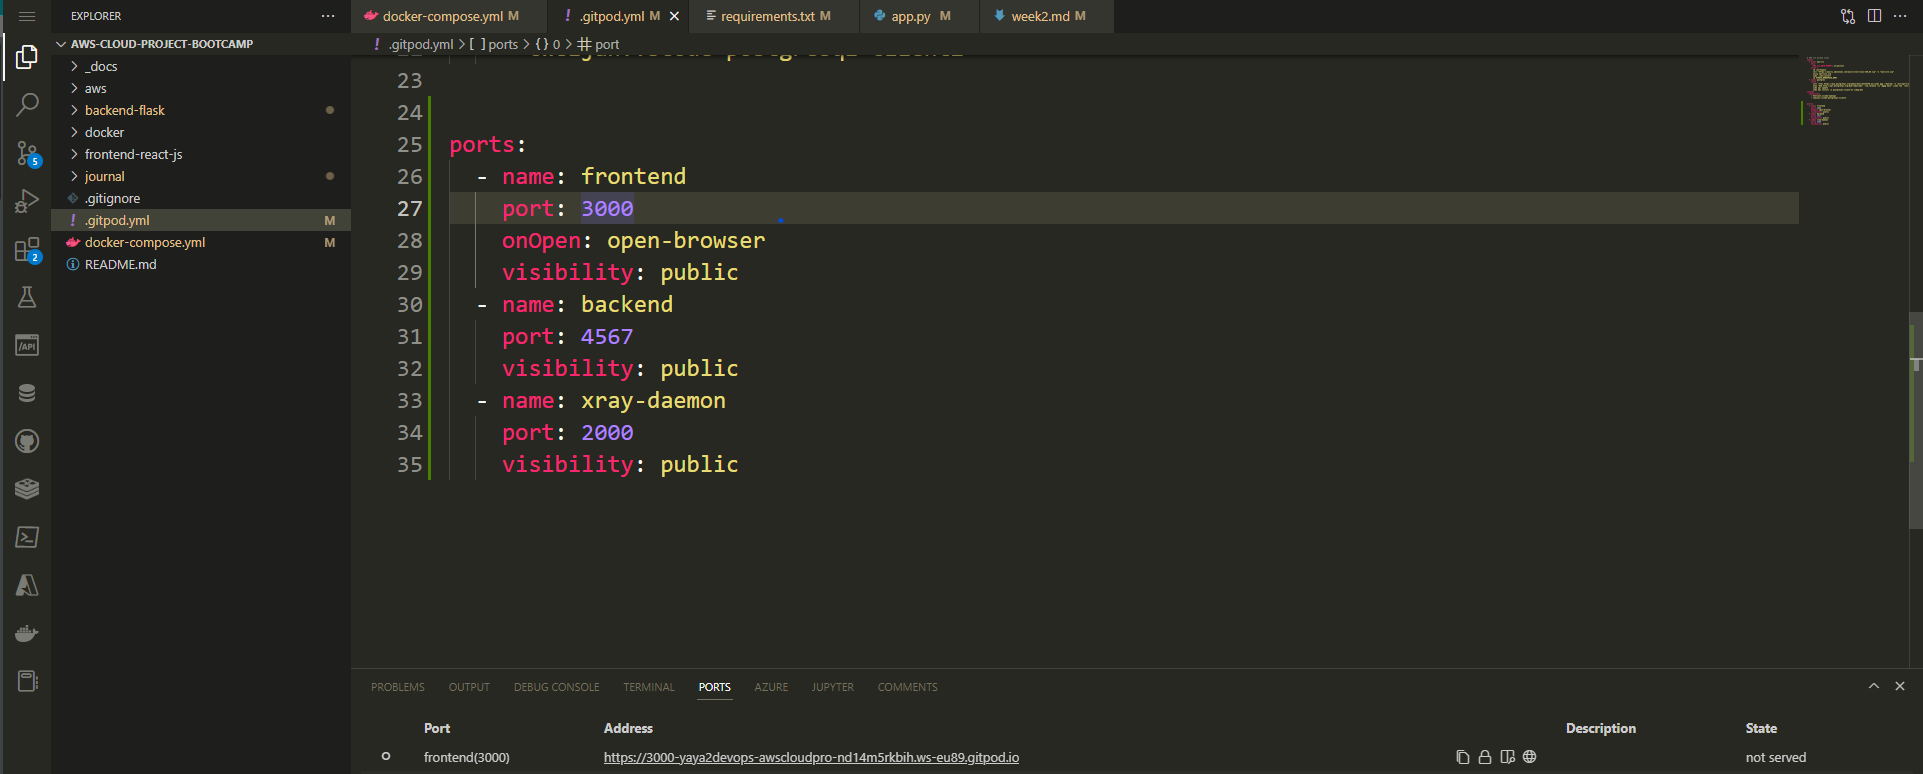 EXPLORER
AWS-CLOUD-PROJECT-BOOTCAMP
_docs
aws
backend-flask
docker
frontend-react-js
journal
.gitignore
! .gitpod.yml M
docker-compose.yml M
README.md
5
2
/API
docker-compose.yml M
! .gitpod.yml M
requirements.txt M
app.py M
week2.md M
! .gitpod.yml > [ ] ports > { } 0 > port
23
24
25 ports:
26 - name: frontend
27 port: 3000
28 onOpen: open-browser
29 visibility: public
30 - name: backend
31 port: 4567
32 visibility: public
33 - name: xray-daemon
34 port: 2000
35 visibility: public
PROBLEMS OUTPUT DEBUG CONSOLE TERMINAL PORTS AZURE JUPYTER COMMENTS
Port Address Description State
frontend(3000) https://3000-yaya2devops-awscloudpro-nd14m5rkbih.ws-eu89.gitpod.io not served